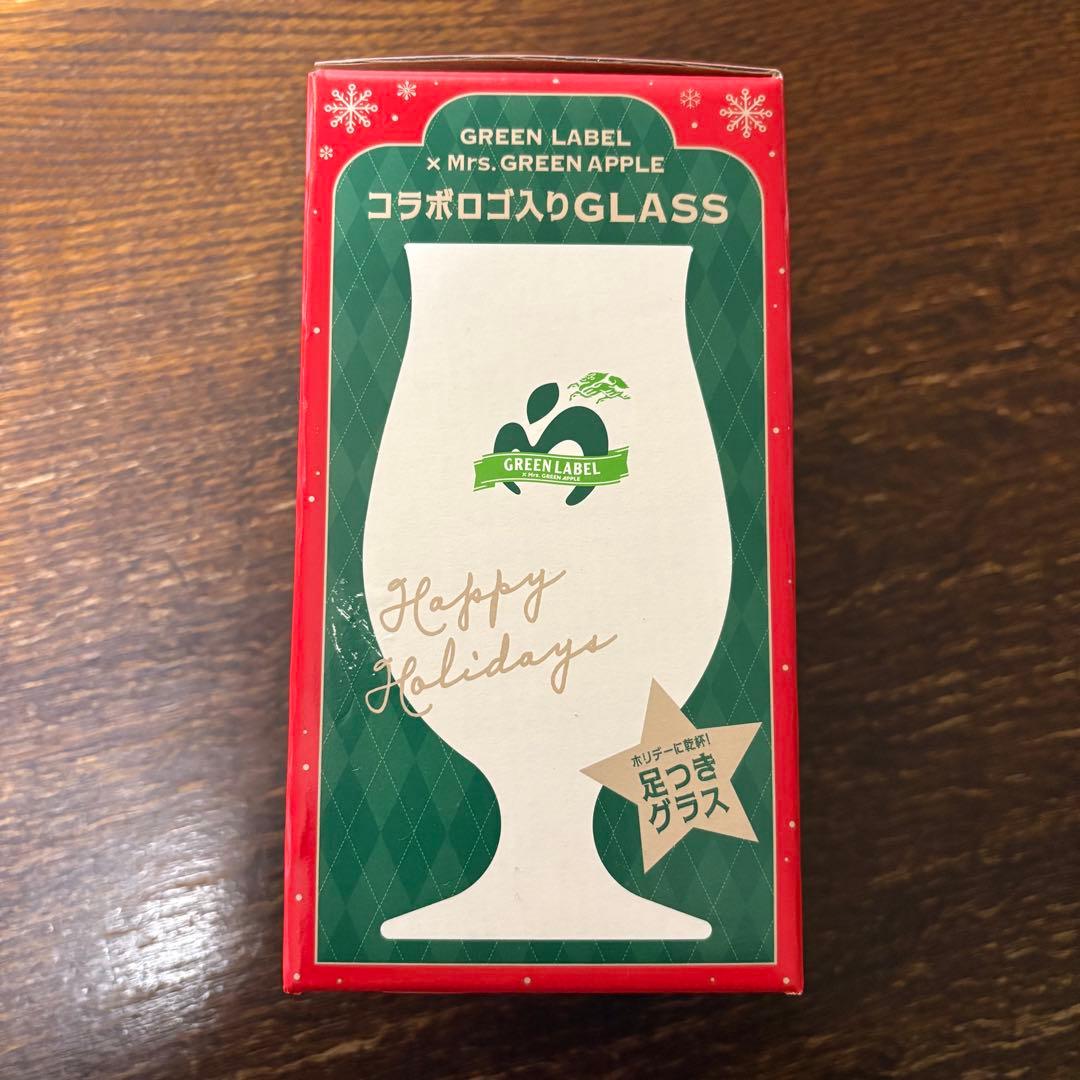 GREEN LABEL
× Mrs. GREEN APPLE
コラボロゴ入りGLASS
GREEN LABEL
× Mrs. GREEN APPLE
Happy
Holidays
ホリデーに乾杯!
足つき
グラス